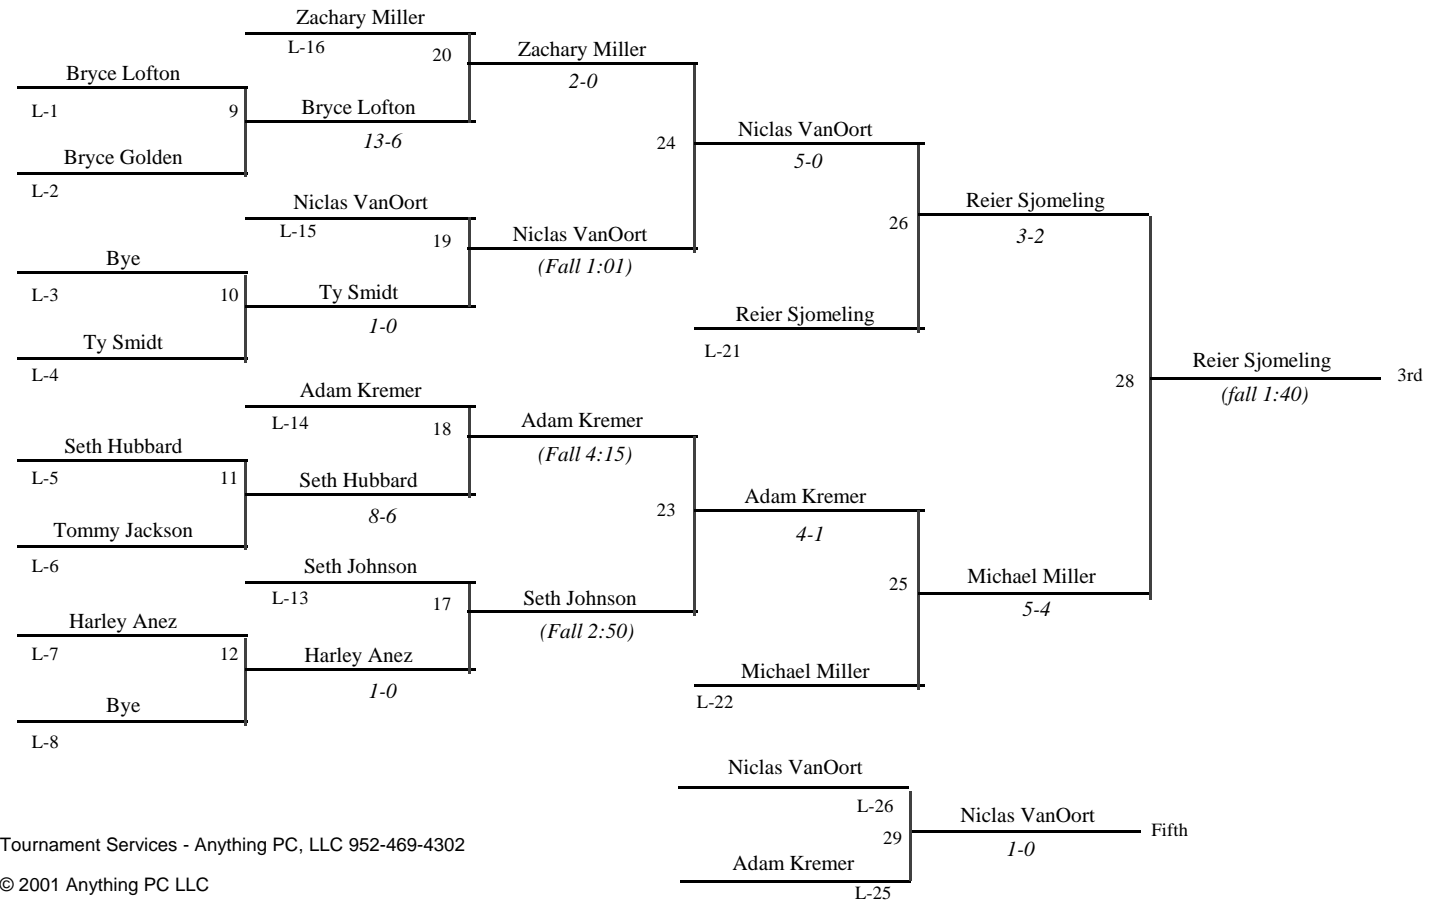 Zachary Miller
L-16
20
Zachary Miller
2-0
Bryce Lofton
L-1
9
Bryce Lofton
13-6
24
Niclas VanOort
5-0
Bryce Golden
L-2
Niclas VanOort
L-15
19
Niclas VanOort
(Fall 1:01)
26
Reier Sjomeling
3-2
Bye
L-3
10
Ty Smidt
1-0
Reier Sjomeling
L-21
Ty Smidt
L-4
28
Reier Sjomeling
(fall 1:40)
3rd
Adam Kremer
L-14
18
Adam Kremer
(Fall 4:15)
Seth Hubbard
L-5
11
Seth Hubbard
8-6
23
Adam Kremer
4-1
Tommy Jackson
L-6
Seth Johnson
L-13
17
Seth Johnson
(Fall 2:50)
25
Michael Miller
5-4
Harley Anez
L-7
12
Harley Anez
1-0
Michael Miller
L-22
Bye
L-8
Niclas VanOort
L-26
29
Niclas VanOort
1-0
Fifth
Adam Kremer
L-25
Tournament Services - Anything PC, LLC 952-469-4302
© 2001 Anything PC LLC